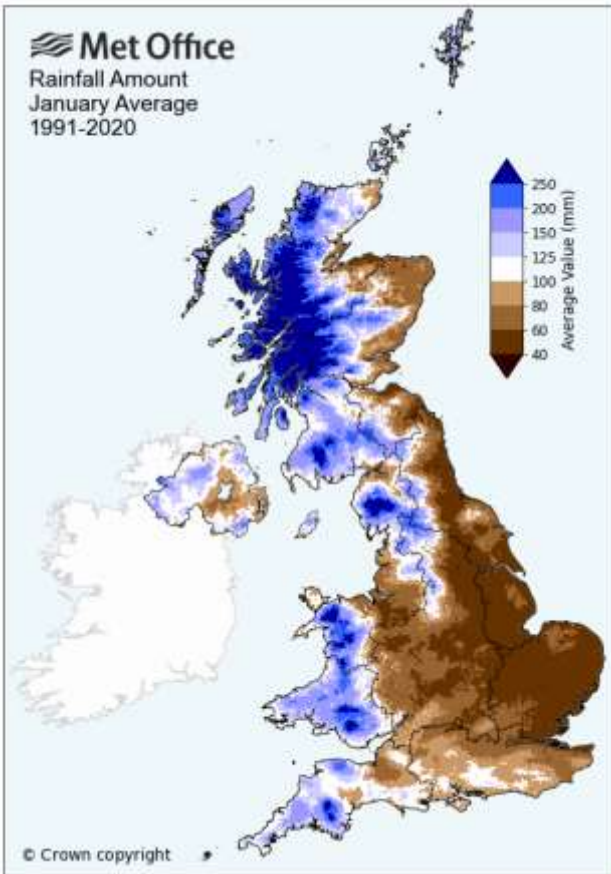 Met Office
Rainfall Amount
January Average
1991-2020
250
200
150
125
100
80
60
40
Average Value (mm)
© Crown copyright